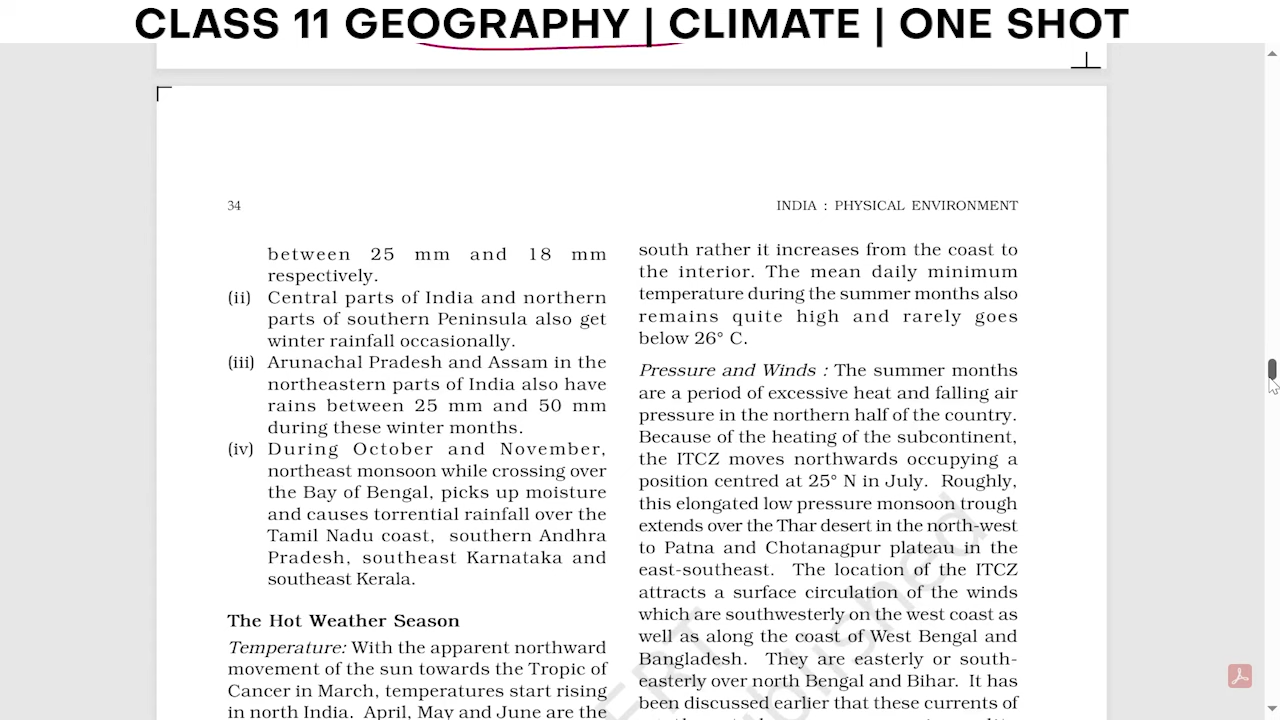 CLASS 11 GEOGRAPHY | CLIMATE | ONE SHOT
34
INDIA : PHYSICAL ENVIRONMENT
between 25 mm and 18 mm
respectively.
(ii) Central parts of India and northern
parts of southern Peninsula also get
winter rainfall occasionally.
(iii) Arunachal Pradesh and Assam in the
northeastern parts of India also have
rains between 25 mm and 50 mm
during these winter months.
(iv) During October and November,
northeast monsoon while crossing over
the Bay of Bengal, picks up moisture
and causes torrential rainfall over the
Tamil Nadu coast, southern Andhra
Pradesh, southeast Karnataka and
southeast Kerala.
The Hot Weather Season
Temperature: With the apparent northward
movement of the sun towards the Tropic of
Cancer in March, temperatures start rising
in north India. April, May and June are the
south rather it increases from the coast to
the interior. The mean daily minimum
temperature during the summer months also
remains quite high and rarely goes
below 26° C.
Pressure and Winds : The summer months
are a period of excessive heat and falling air
pressure in the northern half of the country.
Because of the heating of the subcontinent,
the ITCZ moves northwards occupying a
position centred at 25° N in July. Roughly,
this elongated low pressure monsoon trough
extends over the Thar desert in the north-west
to Patna and Chotanagpur plateau in the
east-southeast. The location of the ITCZ
attracts a surface circulation of the winds
which are southwesterly on the west coast as
well as along the coast of West Bengal and
Bangladesh. They are easterly or south-
easterly over north Bengal and Bihar. It has
been discussed earlier that these currents of